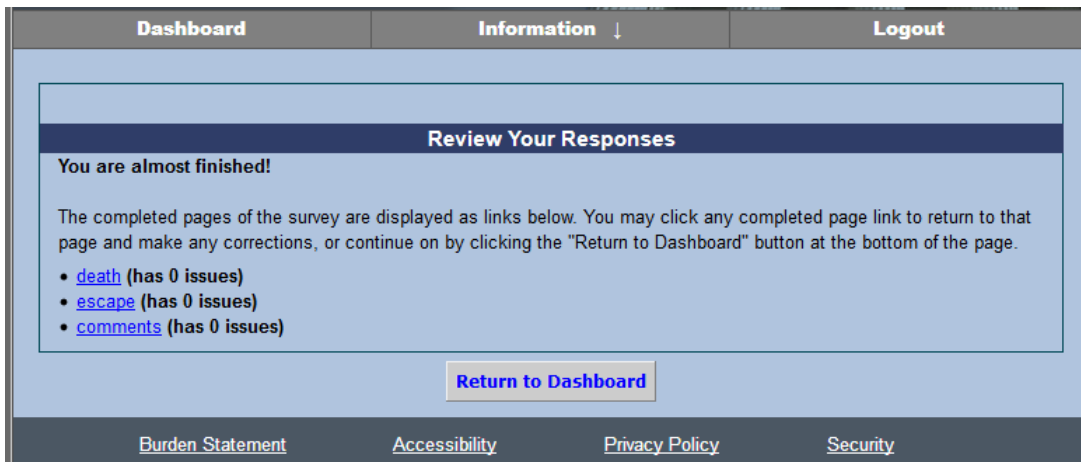 Dashboard Information ↓ Logout
Review Your Responses
You are almost finished!
The completed pages of the survey are displayed as links below. You may click any completed page link to return to that
page and make any corrections, or continue on by clicking the "Return to Dashboard" button at the bottom of the page.
• death (has 0 issues)
• escape (has 0 issues)
• comments (has 0 issues)
Return to Dashboard
Burden Statement Accessibility Privacy Policy Security